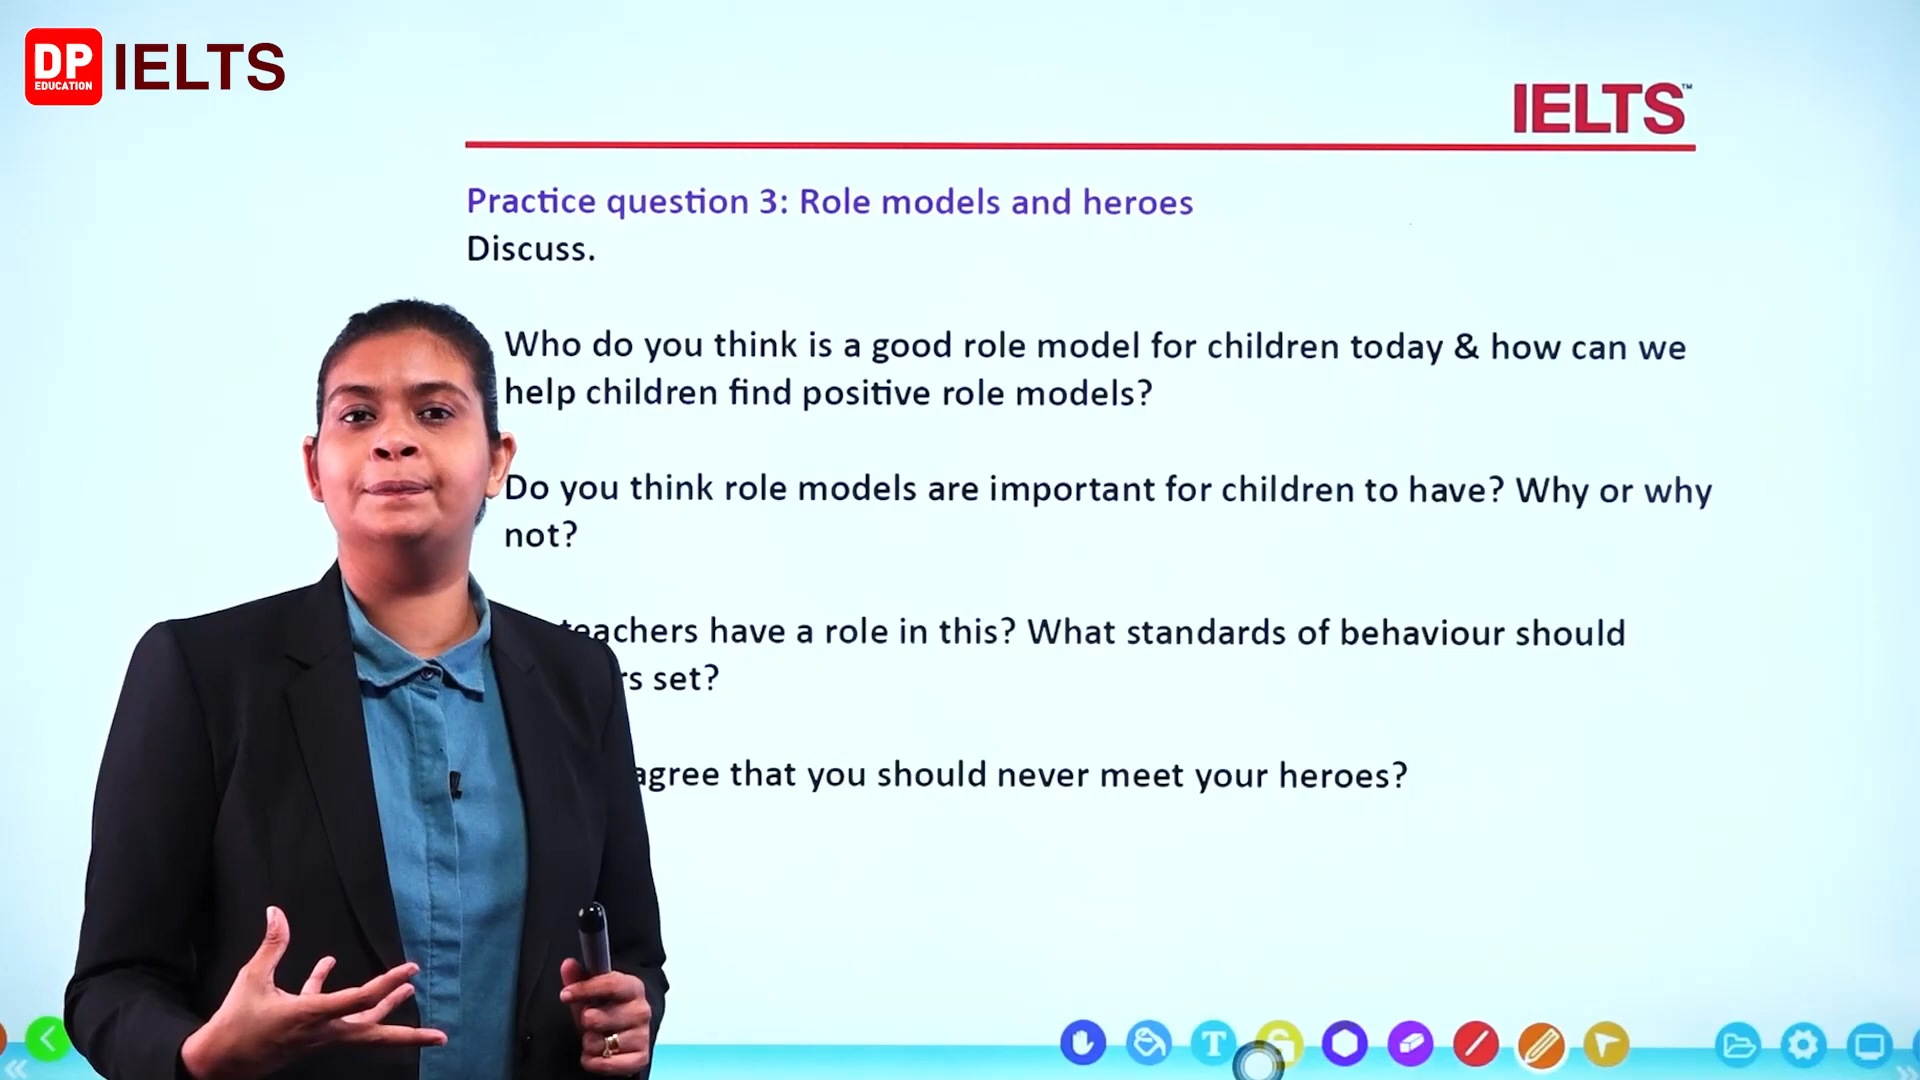 DP
EDUCATION
IELTS
IELTS™
Practice question 3: Role models and heroes
Discuss.
Who do you think is a good role model for children today & how can we
help children find positive role models?
Do you think role models are important for children to have? Why or why
not?
teachers have a role in this? What standards of behaviour should
set?
agree that you should never meet your heroes?
T